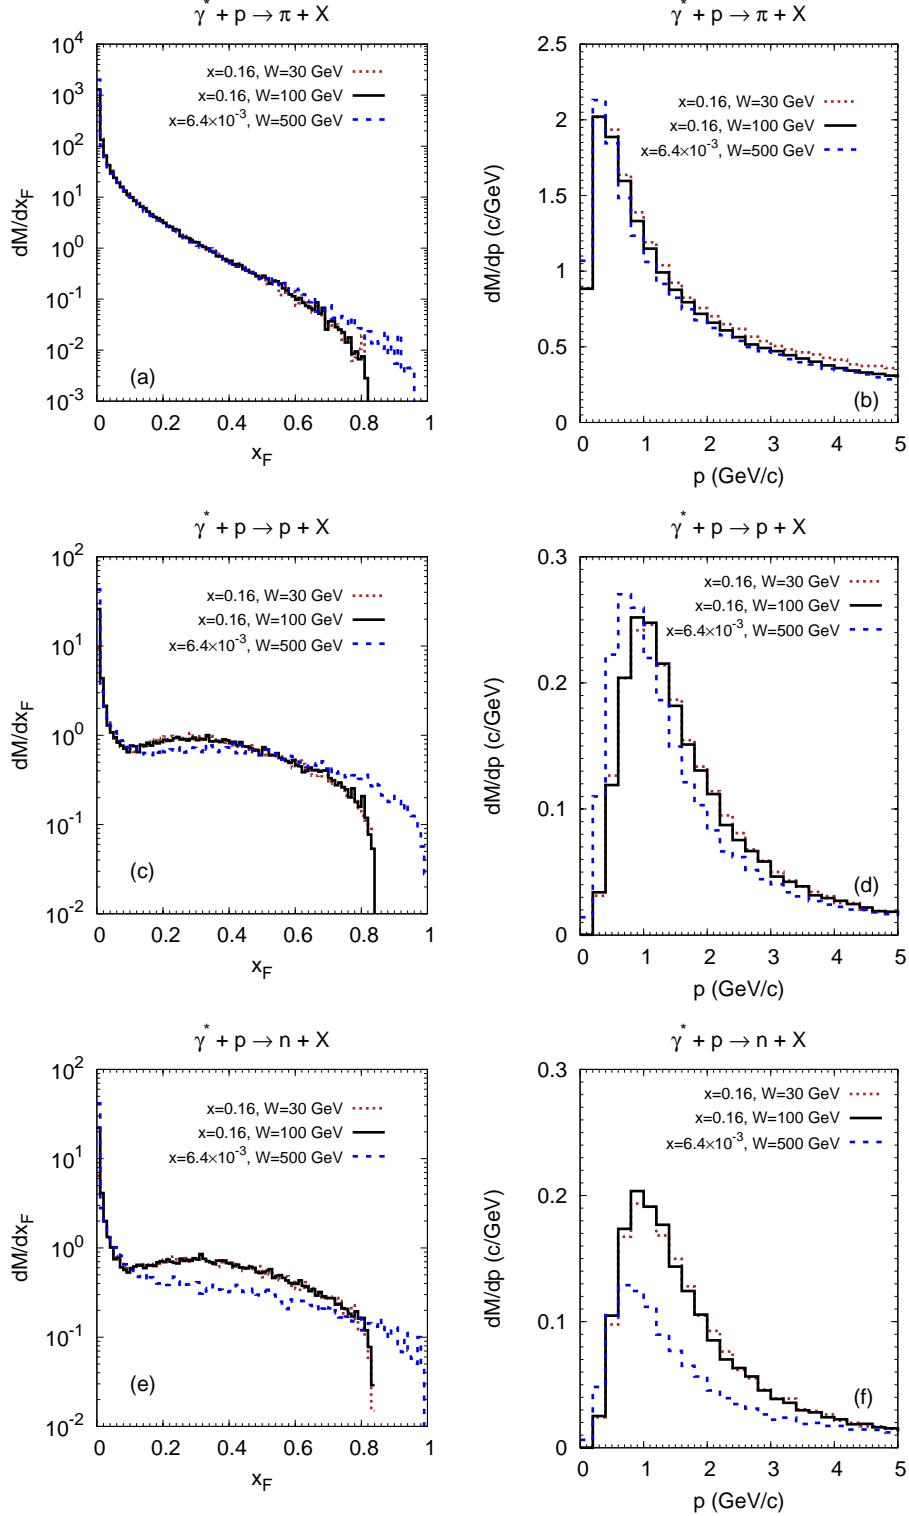 γ* + p → π + X
dM/dx_F
10^4
10^3
10^2
10^1
10^0
10^-1
10^-2
10^-3
x=0.16, W=30 GeV
x=0.16, W=100 GeV
x=6.4×10^-3, W=500 GeV
(a)
0 0.2 0.4 0.6 0.8 1
x_F
γ* + p → π + X
dM/dp (c/GeV)
2.5
2
1.5
1
0.5
0
x=0.16, W=30 GeV
x=0.16, W=100 GeV
x=6.4×10^-3, W=500 GeV
(b)
0 1 2 3 4 5
p (GeV/c)
γ* + p → p + X
dM/dx_F
10^2
10^1
10^0
10^-1
10^-2
x=0.16, W=30 GeV
x=0.16, W=100 GeV
x=6.4×10^-3, W=500 GeV
(c)
0 0.2 0.4 0.6 0.8 1
x_F
γ* + p → p + X
dM/dp (c/GeV)
0.3
0.2
0.1
0
x=0.16, W=30 GeV
x=0.16, W=100 GeV
x=6.4×10^-3, W=500 GeV
(d)
0 1 2 3 4 5
p (GeV/c)
γ* + p → n + X
dM/dx_F
10^2
10^1
10^0
10^-1
10^-2
x=0.16, W=30 GeV
x=0.16, W=100 GeV
x=6.4×10^-3, W=500 GeV
(e)
0 0.2 0.4 0.6 0.8 1
x_F
γ* + p → n + X
dM/dp (c/GeV)
0.3
0.2
0.1
0
x=0.16, W=30 GeV
x=0.16, W=100 GeV
x=6.4×10^-3, W=500 GeV
(f)
0 1 2 3 4 5
p (GeV/c)